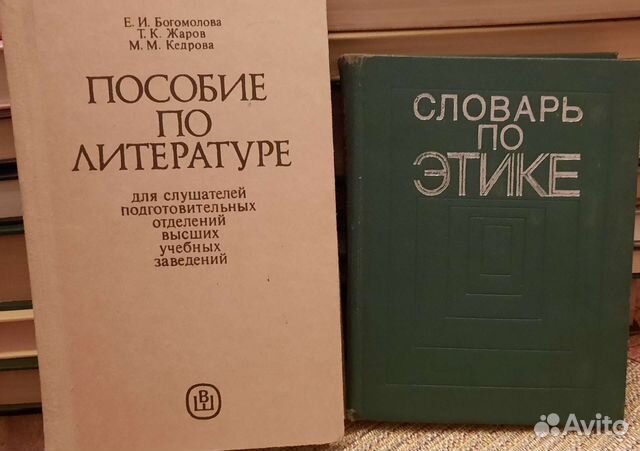 Е. И. Богомолова
Т. К. Жаров
М. М. Кедрова
ПОСОБИЕ
ПО
ЛИТЕРАТУРЕ
для слушателей
подготовительных
отделений
высших
учебных
заведений
ВШ
СЛОВАРЬ
ПО
ЭТИКЕ
Avito